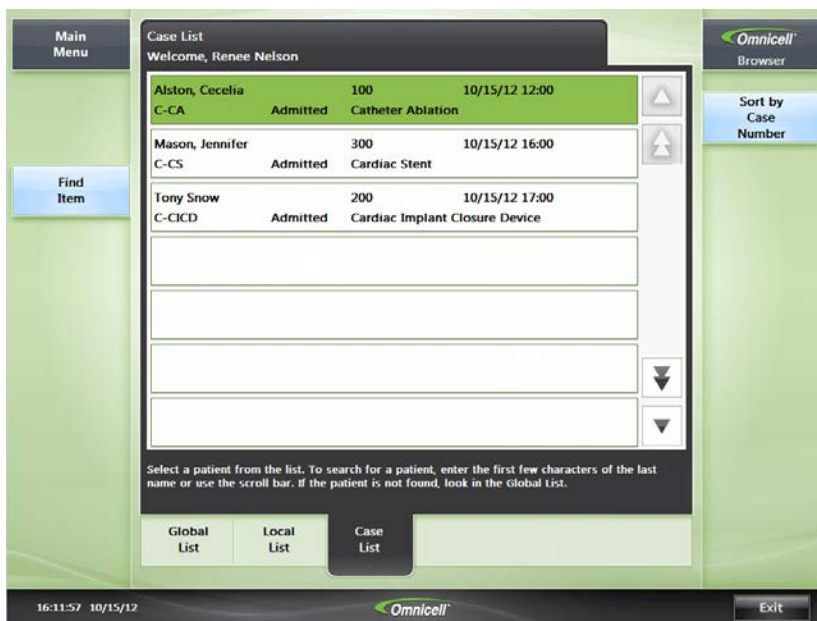 Main
Menu
Case List
Welcome, Renee Nelson
Omnicell
Browser
Sort by
Case
Number
Find
Item
Alston, Cecelia 100 10/15/12 12:00
C-CA Admitted Catheter Ablation
Mason, Jennifer 300 10/15/12 16:00
C-CS Admitted Cardiac Stent
Tony Snow 200 10/15/12 17:00
C-CICD Admitted Cardiac Implant Closure Device
Select a patient from the list. To search for a patient, enter the first few characters of the last
name or use the scroll bar. If the patient is not found, look in the Global List.
Global
List
Local
List
Case
List
16:11:57 10/15/12
Omnicell
Exit